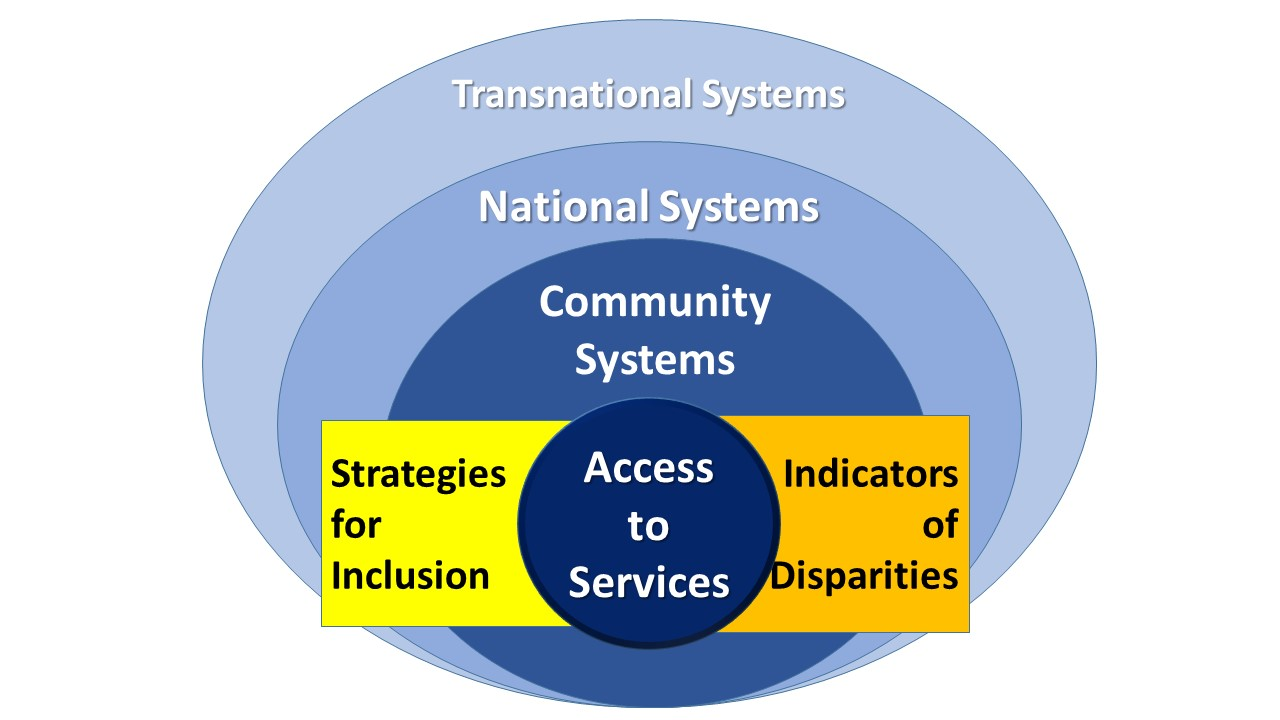 Transnational Systems
National Systems
Community
Systems
Strategies
for
Inclusion
Access
to
Services
Indicators
of
Disparities